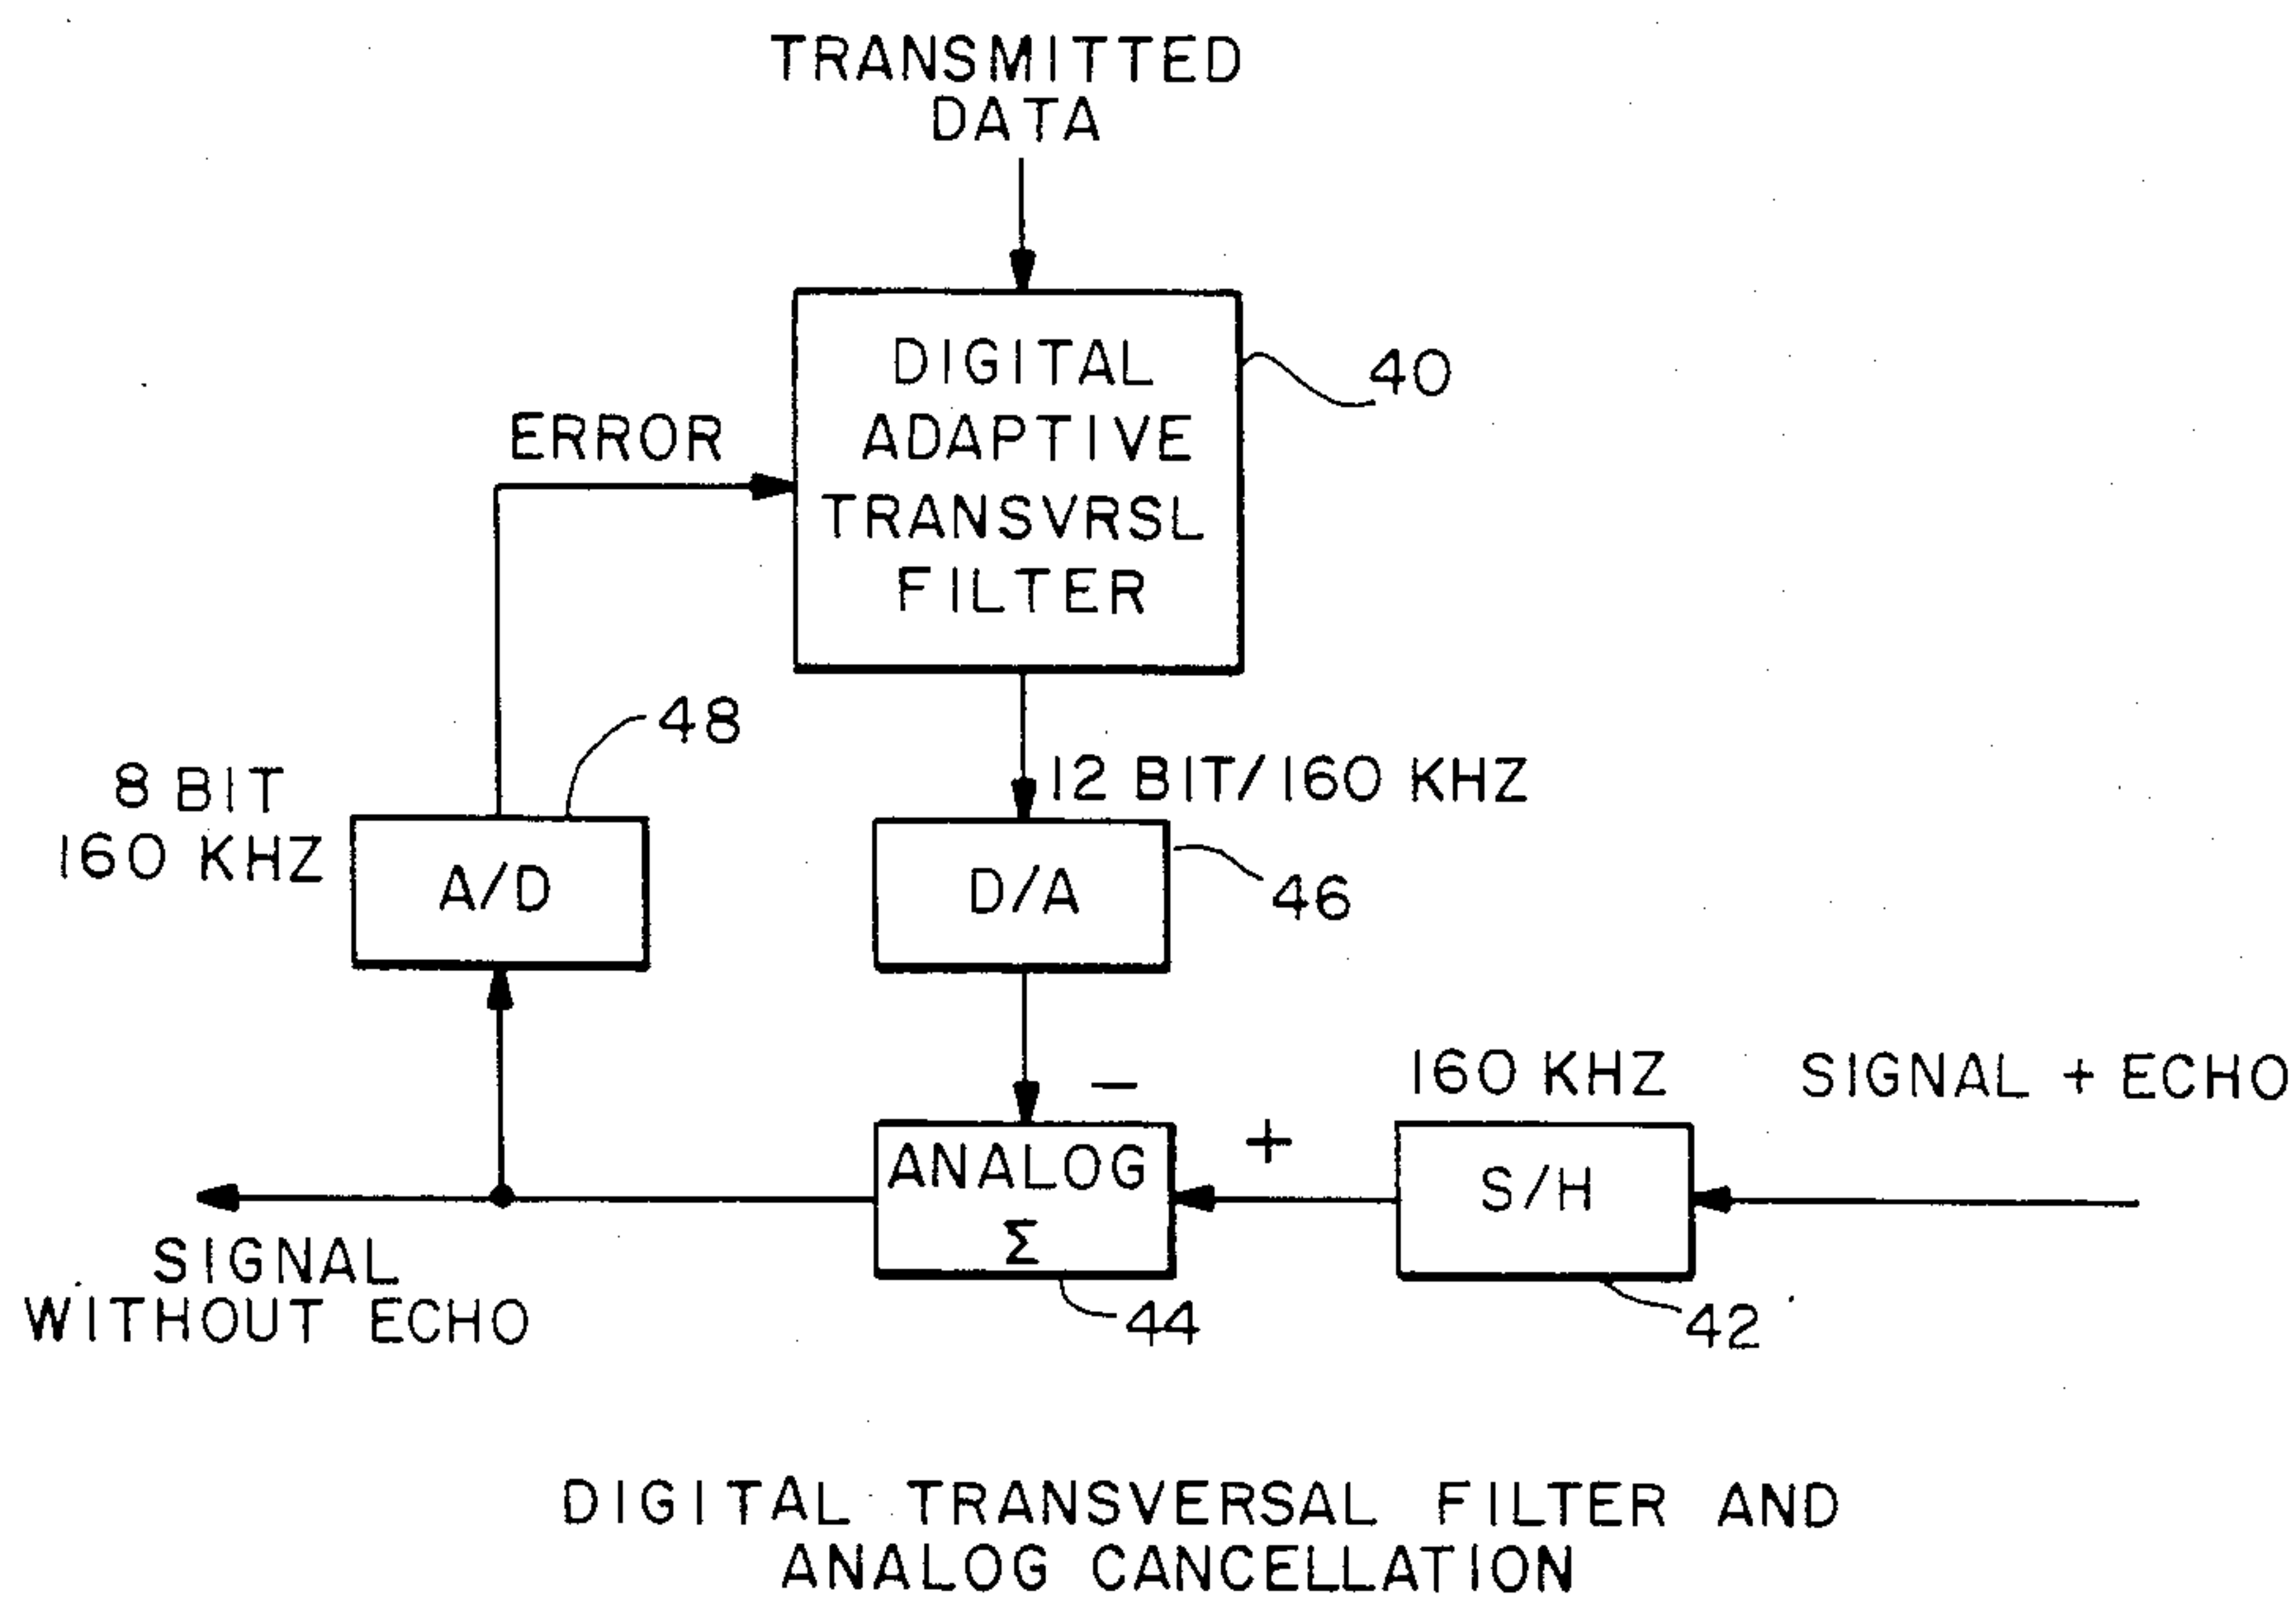 TRANSMITTED
DATA
DIGITAL
ADAPTIVE
TRANSVRSL
FILTER
40
ERROR
48
8 BIT
160 KHZ
A/D
12 BIT/160 KHZ
D/A
46
-
+
160 KHZ
SIGNAL + ECHO
ANALOG
Σ
S/H
SIGNAL
WITHOUT ECHO
44
42
DIGITAL TRANSVERSAL FILTER AND
ANALOG CANCELLATION